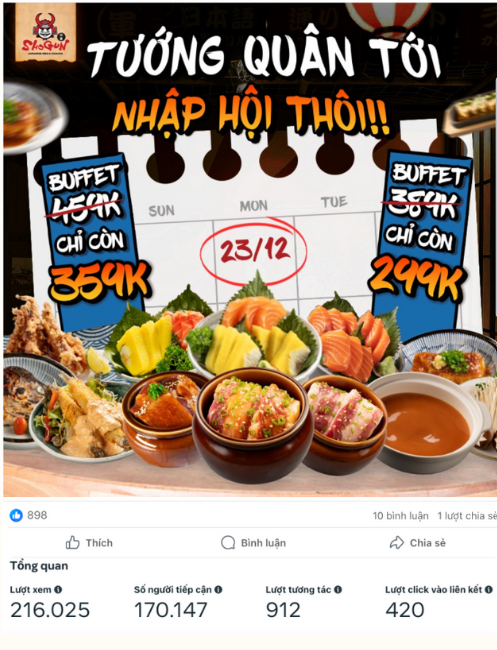 SHOGUN
TƯỚNG QUÂN TỚI
NHẬP HỘI THÔI!!!
BUFFET
459K
CHỈ CÒN
359K
SUN
MON
TUE
23/12
BUFFET
389K
CHỈ CÒN
299K
898
10 bình luận 1 lượt chia sẻ
Thích
Bình luận
Chia sẻ
Tổng quan
Lượt xem
Số người tiếp cận
Lượt tương tác
Lượt click vào liên kết
216.025
170.147
912
420